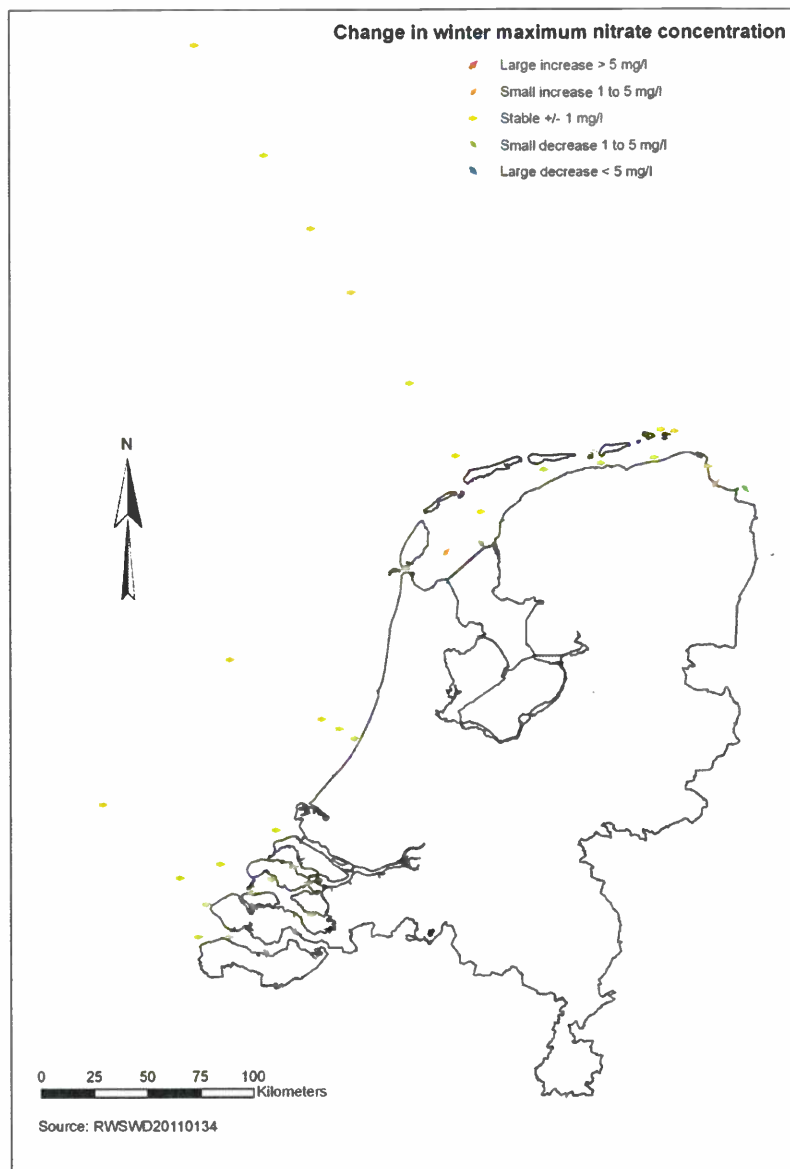 Change in winter maximum nitrate concentration
Large increase > 5 mg/l
Small increase 1 to 5 mg/l
Stable +/- 1 mg/l
Small decrease 1 to 5 mg/l
Large decrease < 5 mg/l
N
0 25 50 75 100
Kilometers
Source: RWSWD20110134